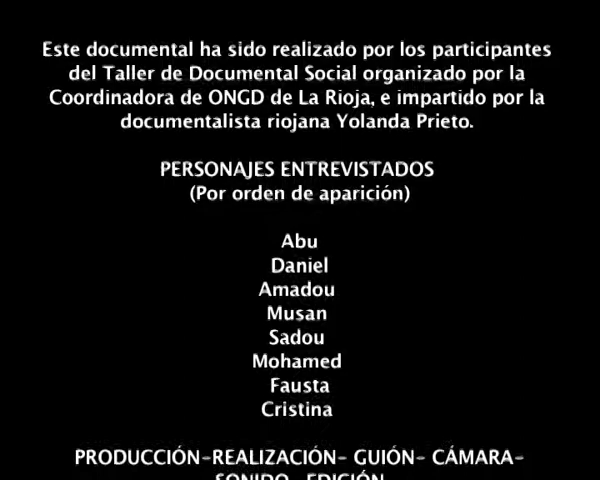 Este documental ha sido realizado por los participantes
del Taller de Documental Social organizado por la
Coordinadora de ONGD de La Rioja, e impartido por la
documentalista riojana Yolanda Prieto.
PERSONAJES ENTREVISTADOS
(Por orden de aparición)
Abu
Daniel
Amadou
Musan
Sadou
Mohamed
Fausta
Cristina
PRODUCCIÓN-REALIZACIÓN- GUIÓN- CÁMARA-
SONIDO- EDICIÓN